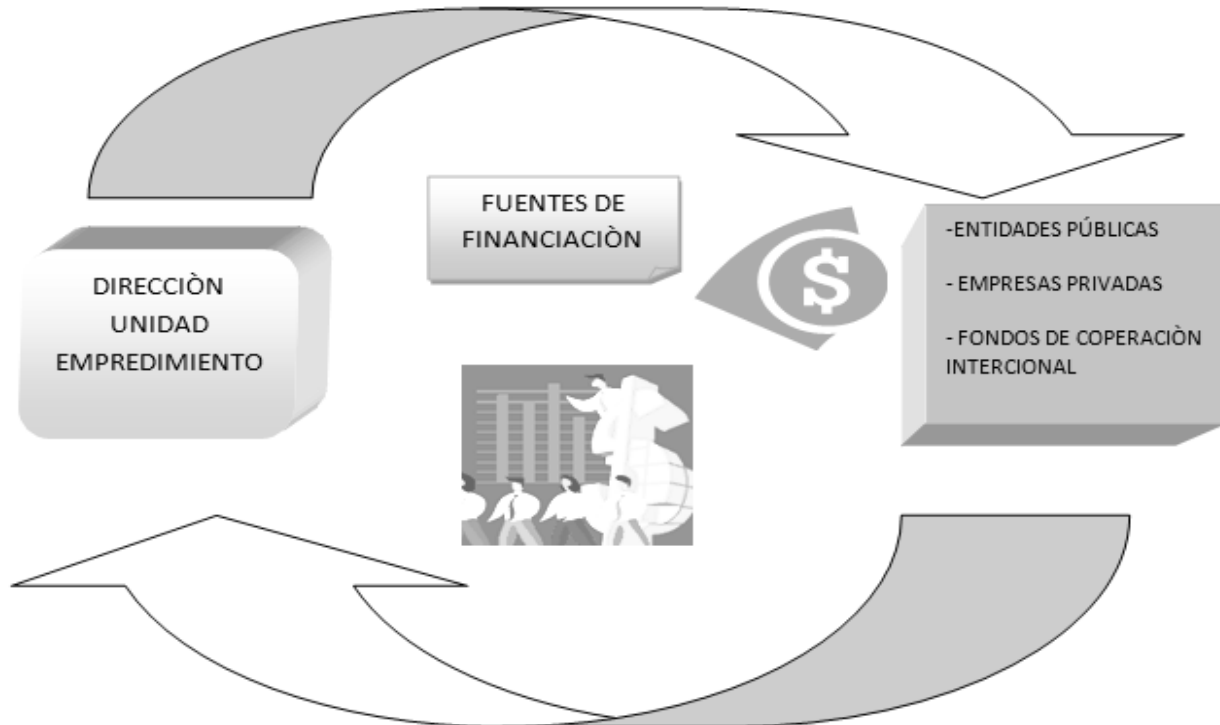 FUENTES DE
FINANCIACIÒN
DIRECCIÒN
UNIDAD
EMPREDIMIENTO
$
-ENTIDADES PÚBLICAS
- EMPRESAS PRIVADAS
- FONDOS DE COPERACIÒN
INTERCIONAL